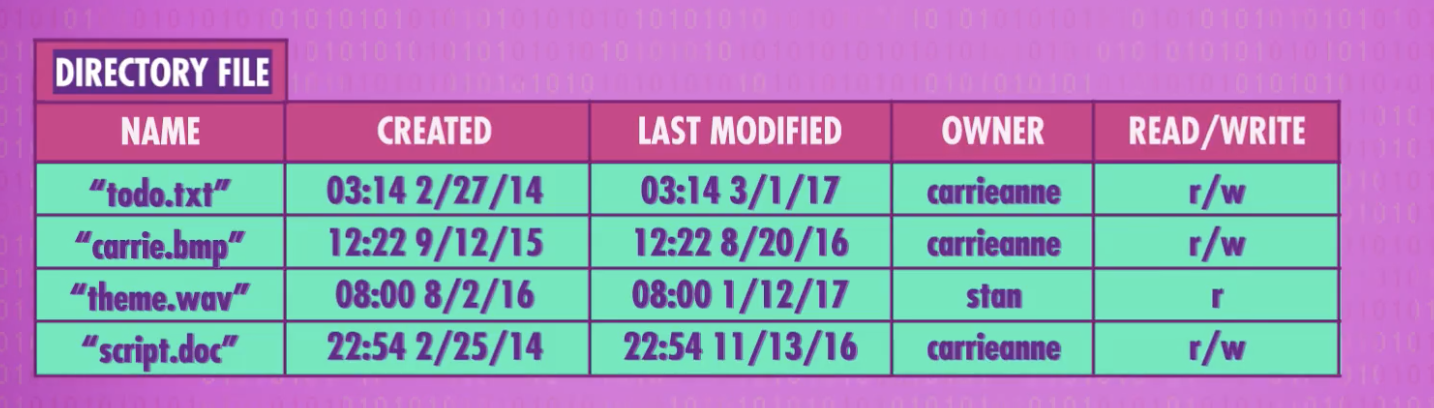 DIRECTORY FILE
NAME CREATED LAST MODIFIED OWNER READ/WRITE
“todo.txt” 03:14 2/27/14 03:14 3/1/17 carrieanne r/w
“carrie.bmp” 12:22 9/12/15 12:22 8/20/16 carrieanne r/w
“theme.wav” 08:00 8/2/16 08:00 1/12/17 stan r
“script.doc” 22:54 2/25/14 22:54 11/13/16 carrieanne r/w